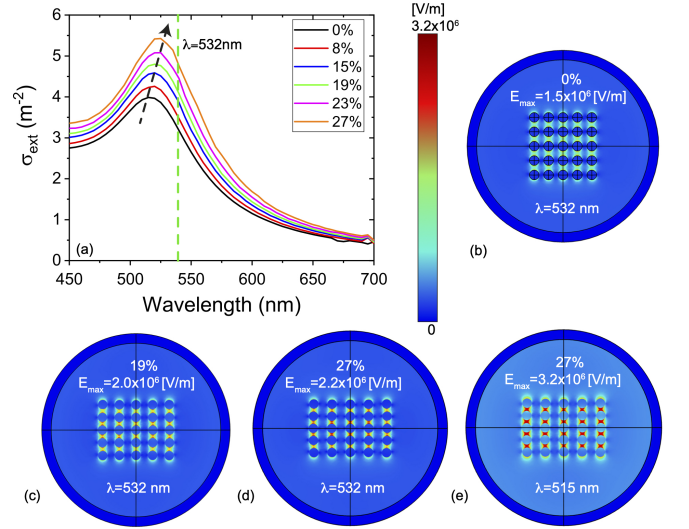 6
5
4
3
2
1
0
σext (m-2)
450 500 550 600 650 700
Wavelength (nm)
(a)
λ=532nm
0%
8%
15%
19%
23%
27%
[V/m]
3.2x10⁶
0
0%
Emax=1.5x10⁶ [V/m]
λ=532 nm
(b)
19%
Emax=2.0x10⁶ [V/m]
λ=532 nm
(c)
27%
Emax=2.2x10⁶ [V/m]
λ=532 nm
(d)
27%
Emax=3.2x10⁶ [V/m]
λ=515 nm
(e)